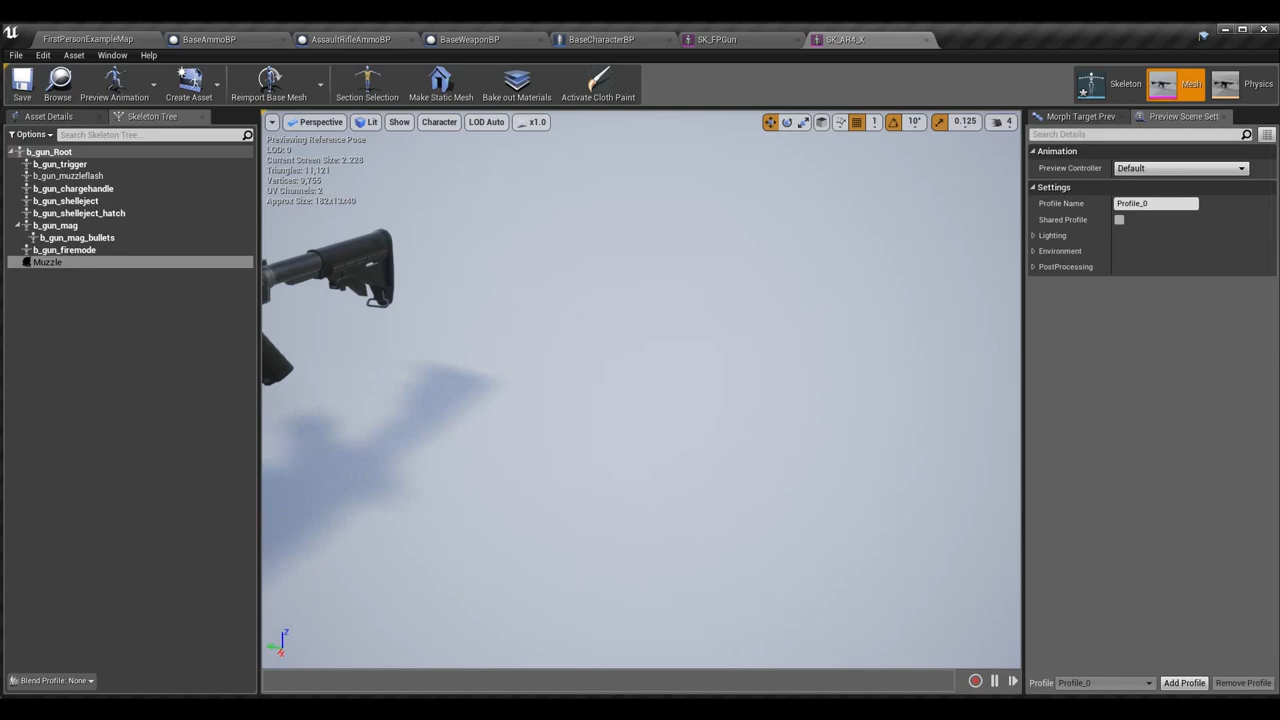 FirstPersonExampleMap
BaseAmmoBP
AssaultRifleAmmoBP
BaseWeaponBP
BaseCharacterBP
SK_FPGun
SK_AR4_X
File Edit Asset Window Help
Save
Browse
Preview Animation
Create Asset
Reimport Base Mesh
Section Selection
Make Static Mesh
Bake out Materials
Activate Cloth Paint
Skeleton
Mesh
Physics
Asset Details
Skeleton Tree
Options
Search Skeleton Tree...
b_gun_Root
b_gun_trigger
b_gun_muzzleflash
b_gun_chargehandle
b_gun_shelleject
b_gun_shelleject_hatch
b_gun_mag
b_gun_mag_bullets
b_gun_firemode
Muzzle
Blend Profile: None
Perspective
Lit
Show
Character
LOD Auto
x1.0
1
10°
0.125
4
Previewing Reference Pose
LOD: 0
Current Screen Size: 2.228
Triangles: 11,121
Vertices: 9,755
UV Channels: 2
Approx Size: 182x13x40
Z
X
Morph Target Prev
Preview Scene Sett
Search Details
Animation
Preview Controller
Default
Settings
Profile Name
Profile_0
Shared Profile
Lighting
Environment
PostProcessing
Profile
Profile_0
Add Profile
Remove Profile